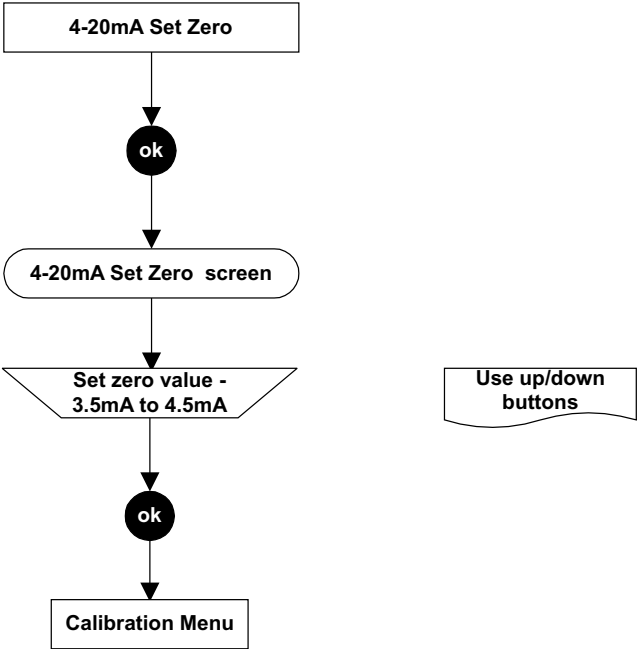 4-20mA Set Zero
ok
4-20mA Set Zero screen
Set zero value -
3.5mA to 4.5mA
Use up/down
buttons
ok
Calibration Menu